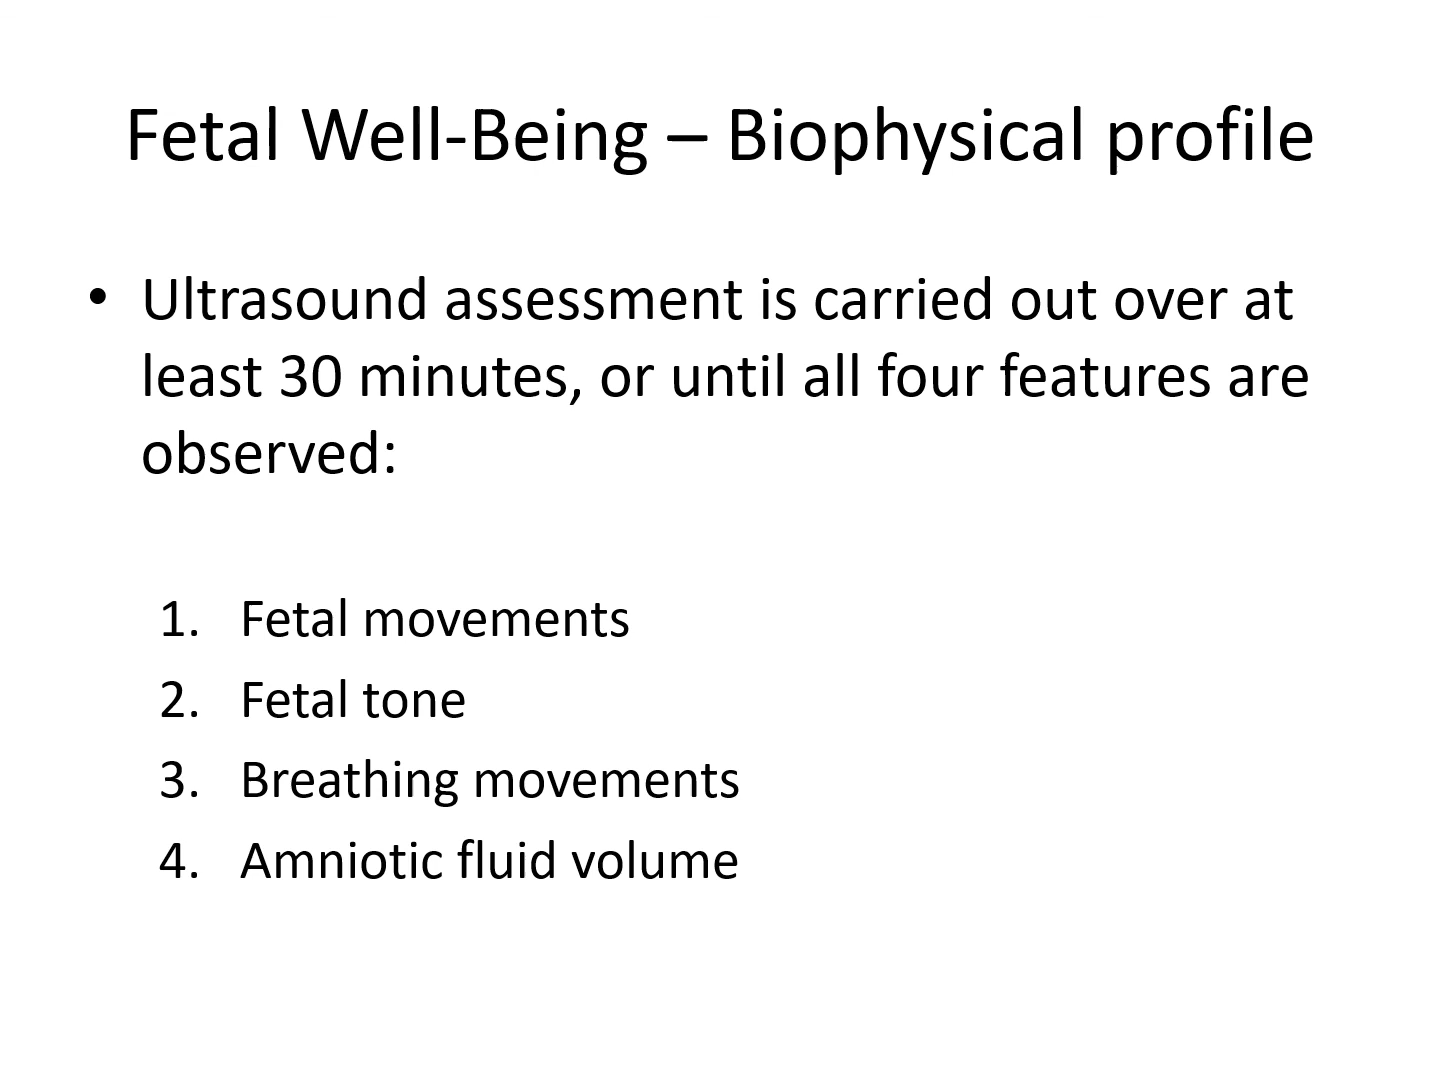 Fetal Well-Being – Biophysical profile
• Ultrasound assessment is carried out over at
least 30 minutes, or until all four features are
observed:
1. Fetal movements
2. Fetal tone
3. Breathing movements
4. Amniotic fluid volume